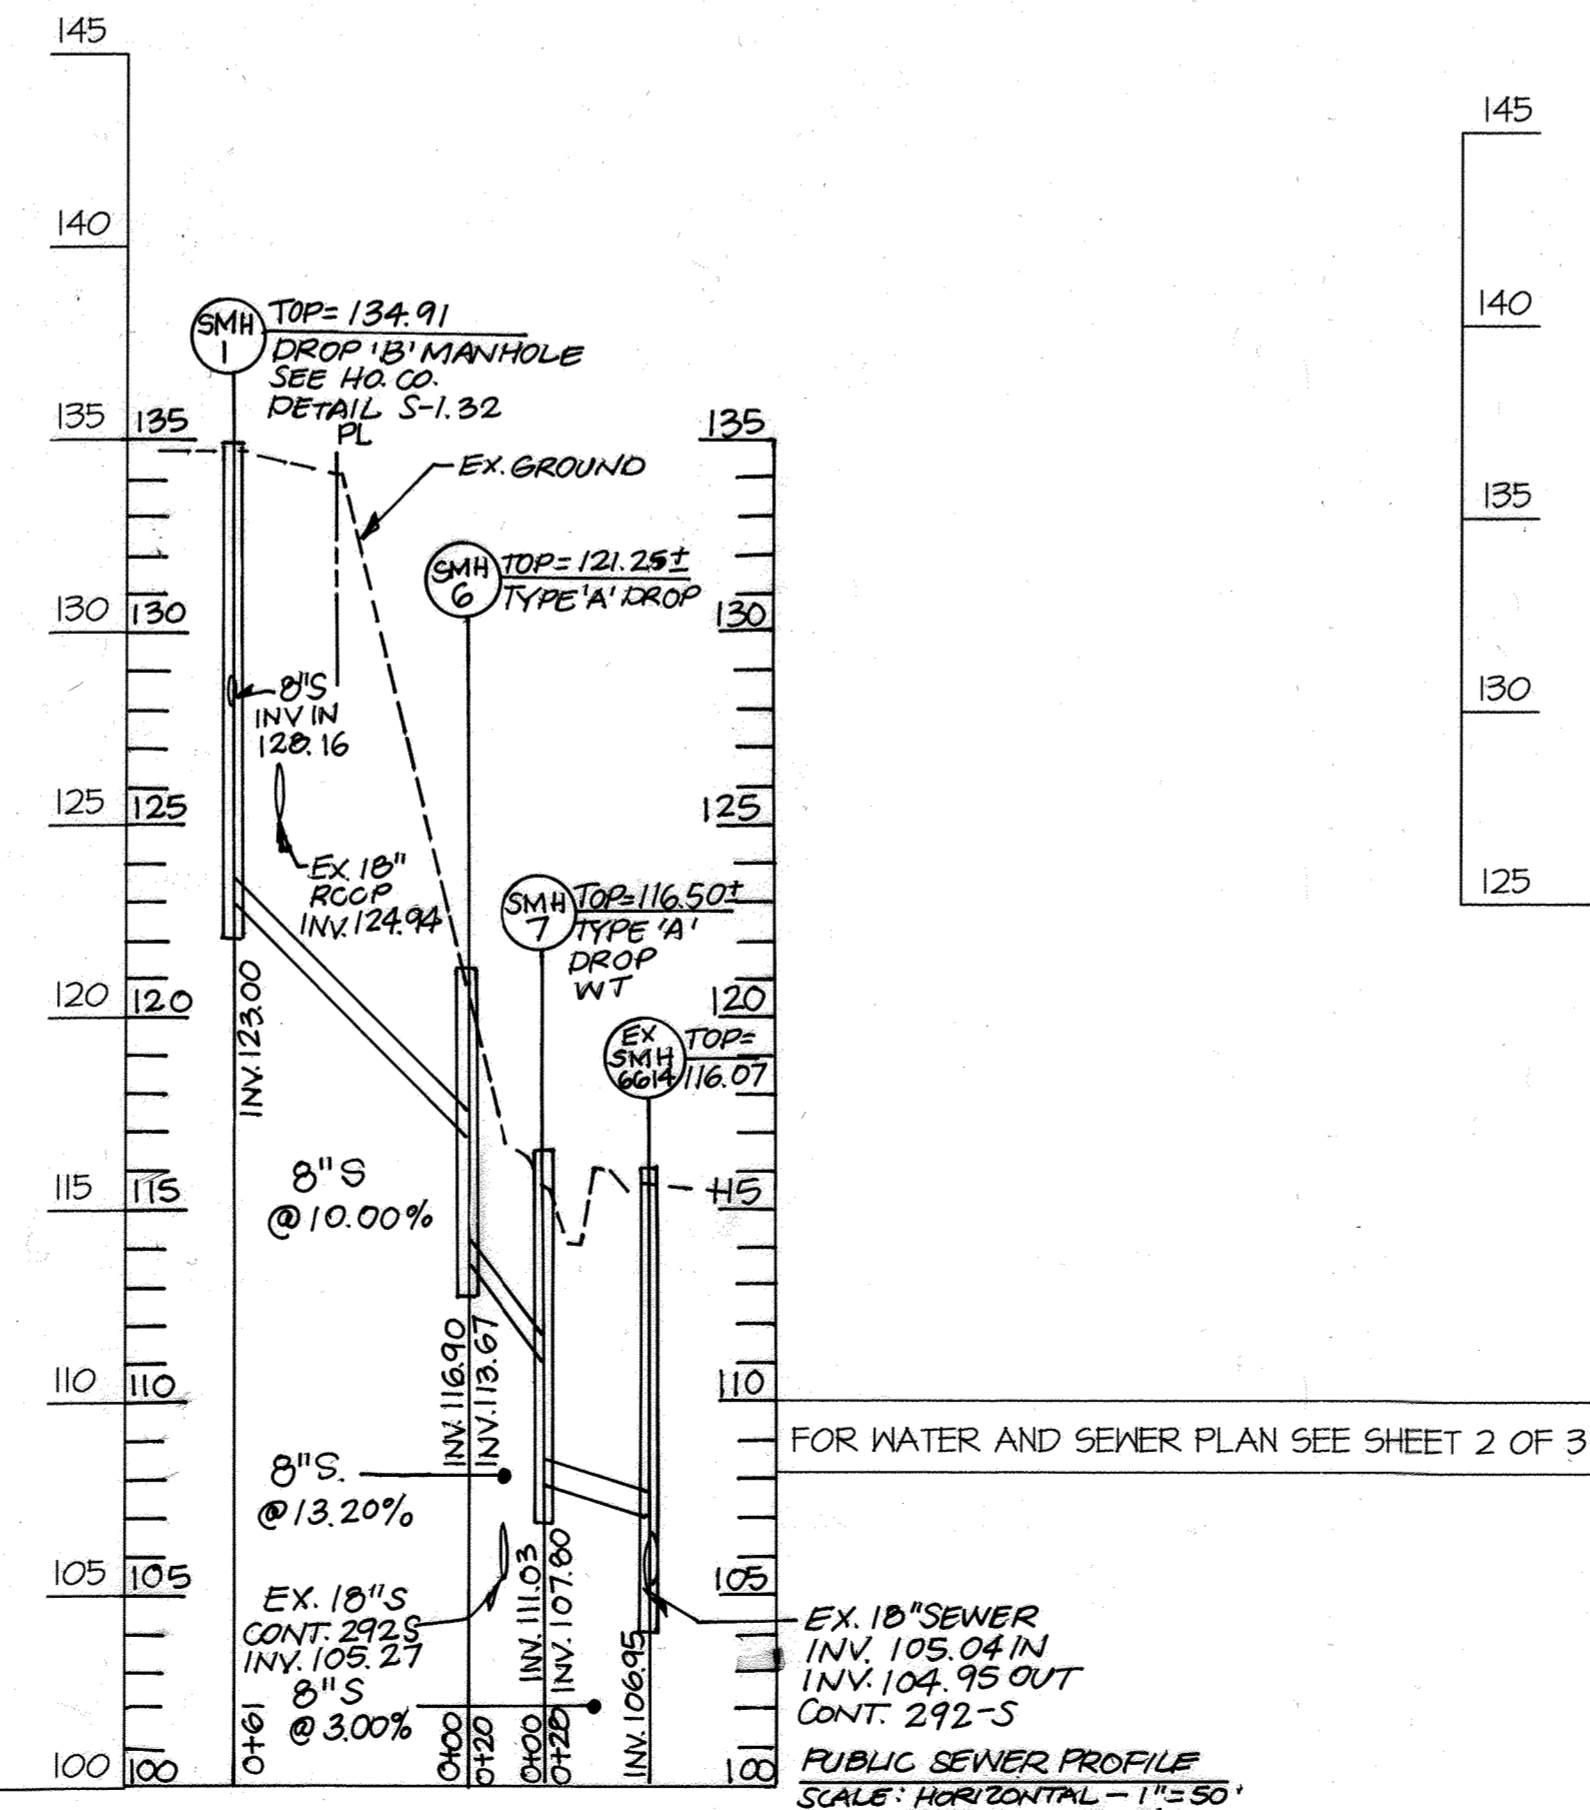 145
140
135
130
125
120
115
110
105
100
135
130
125
120
115
110
105
100
SMH
1
TOP= 134.91
DROP 'B' MANHOLE
SEE HO. CO.
DETAIL S-1.32
PL
EX. GROUND
SMH
6
TOP= 121.25±
TYPE 'A' DROP
8"S
INV IN
128.16
EX. 18"
RCCP
INV. 124.94
SMH
7
TOP= 116.50±
TYPE 'A'
DROP
WT
EX
SMH
6614
TOP=
116.07
INV. 123.00
8"S
@ 10.00%
INV. 116.90
INV. 113.67
8"S.
@ 13.20%
EX. 18"S
CONT. 292S
INV. 105.27
INV. 111.03
INV. 107.80
8"S
@ 3.00%
INV. 106.95
0+61
0+00
0+20
0+00
0+28
135
130
125
120
115
110
105
100
EX. 18" SEWER
INV. 105.04 IN
INV. 104.95 OUT
CONT. 292-S
PUBLIC SEWER PROFILE
SCALE: HORIZONTAL - 1"=50'
FOR WATER AND SEWER PLAN SEE SHEET 2 OF 3
145
140
135
130
125